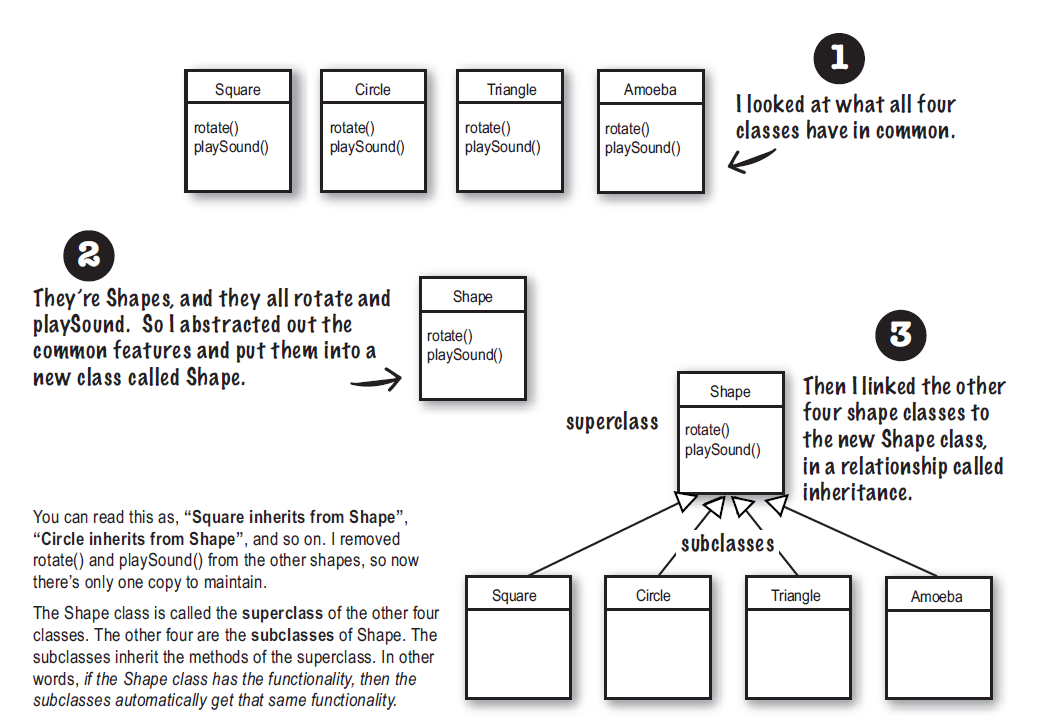 1
Square
rotate()
playSound()
Circle
rotate()
playSound()
Triangle
rotate()
playSound()
Amoeba
rotate()
playSound()
I looked at what all four
classes have in common.
2
They're Shapes, and they all rotate and
playSound. So I abstracted out the
common features and put them into a
new class called Shape.
Shape
rotate()
playSound()
3
Then I linked the other
four shape classes to
the new Shape class,
in a relationship called
inheritance.
superclass
Shape
rotate()
playSound()
subclasses
Square
Circle
Triangle
Amoeba
You can read this as, “Square inherits from Shape”,
“Circle inherits from Shape”, and so on. I removed
rotate() and playSound() from the other shapes, so now
there’s only one copy to maintain.
The Shape class is called the superclass of the other four
classes. The other four are the subclasses of Shape. The
subclasses inherit the methods of the superclass. In other
words, if the Shape class has the functionality, then the
subclasses automatically get that same functionality.